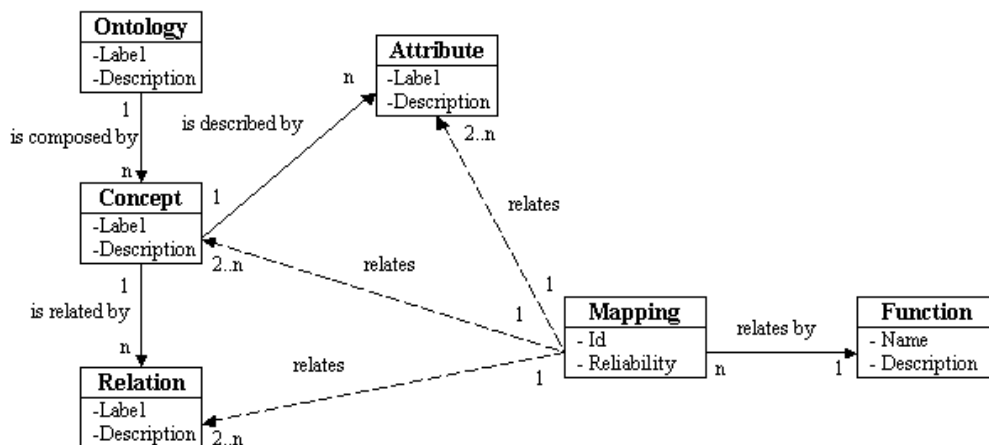 Ontology
-Label
-Description
1
is composed by
n
Concept
-Label
-Description
1
is related by
n
Relation
-Label
-Description
1
is described by
n
Attribute
-Label
-Description
2..n
relates
1
2..n
relates
1
2..n
relates
1
Mapping
- Id
- Reliability
n
relates by
1
Function
- Name
- Description